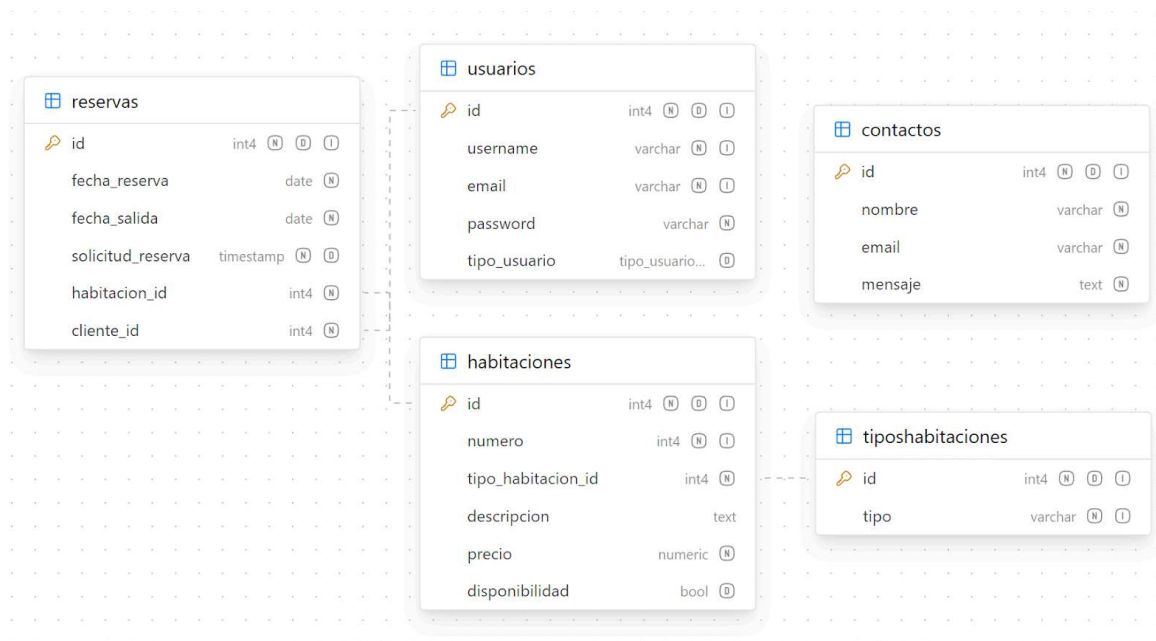 reservas
id int4 N D I
fecha_reserva date N
fecha_salida date N
solicitud_reserva timestamp N D
habitacion_id int4 N
cliente_id int4 N
usuarios
id int4 N D I
username varchar N I
email varchar N I
password varchar N
tipo_usuario tipo_usuario... D
habitaciones
id int4 N D I
numero int4 N I
tipo_habitacion_id int4 N
descripcion text
precio numeric N
disponibilidad bool D
contactos
id int4 N D I
nombre varchar N
email varchar N
mensaje text N
tiposhabitaciones
id int4 N D I
tipo varchar N I